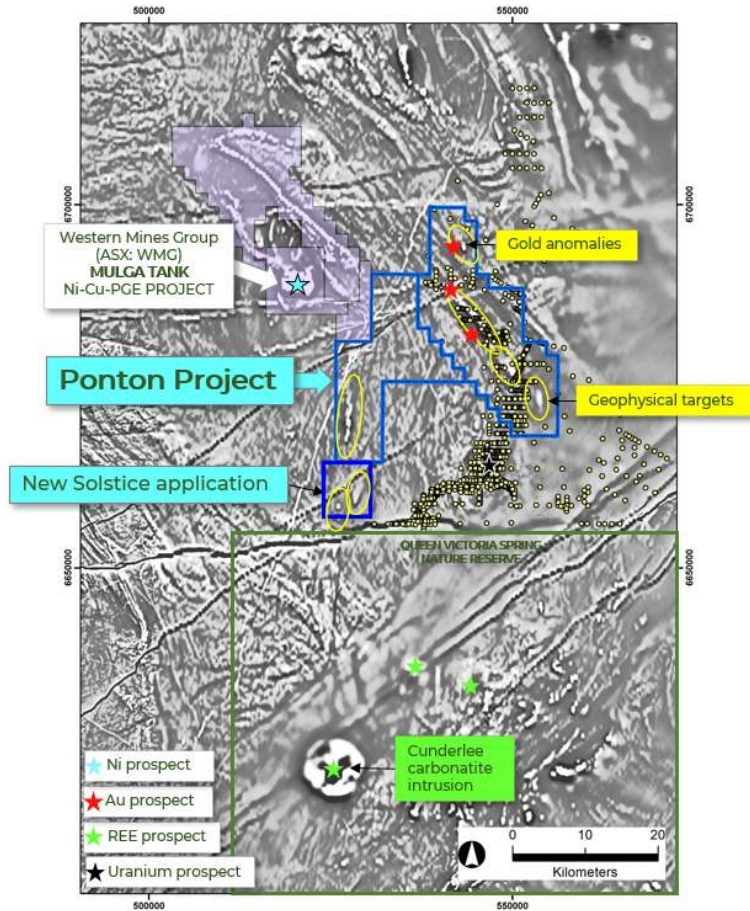 500000
550000
6700000
6700000
Western Mines Group
(ASX: WMG)
MULGA TANK
Ni-Cu-PGE PROJECT
Gold anomalies
Ponton Project
Geophysical targets
New Solstice application
QUEEN VICTORIA SPRING
NATURE RESERVE
6650000
6650000
Cunderlee
carbonatite
intrusion
Ni prospect
Au prospect
REE prospect
Uranium prospect
0 10 20
Kilometers
500000
550000